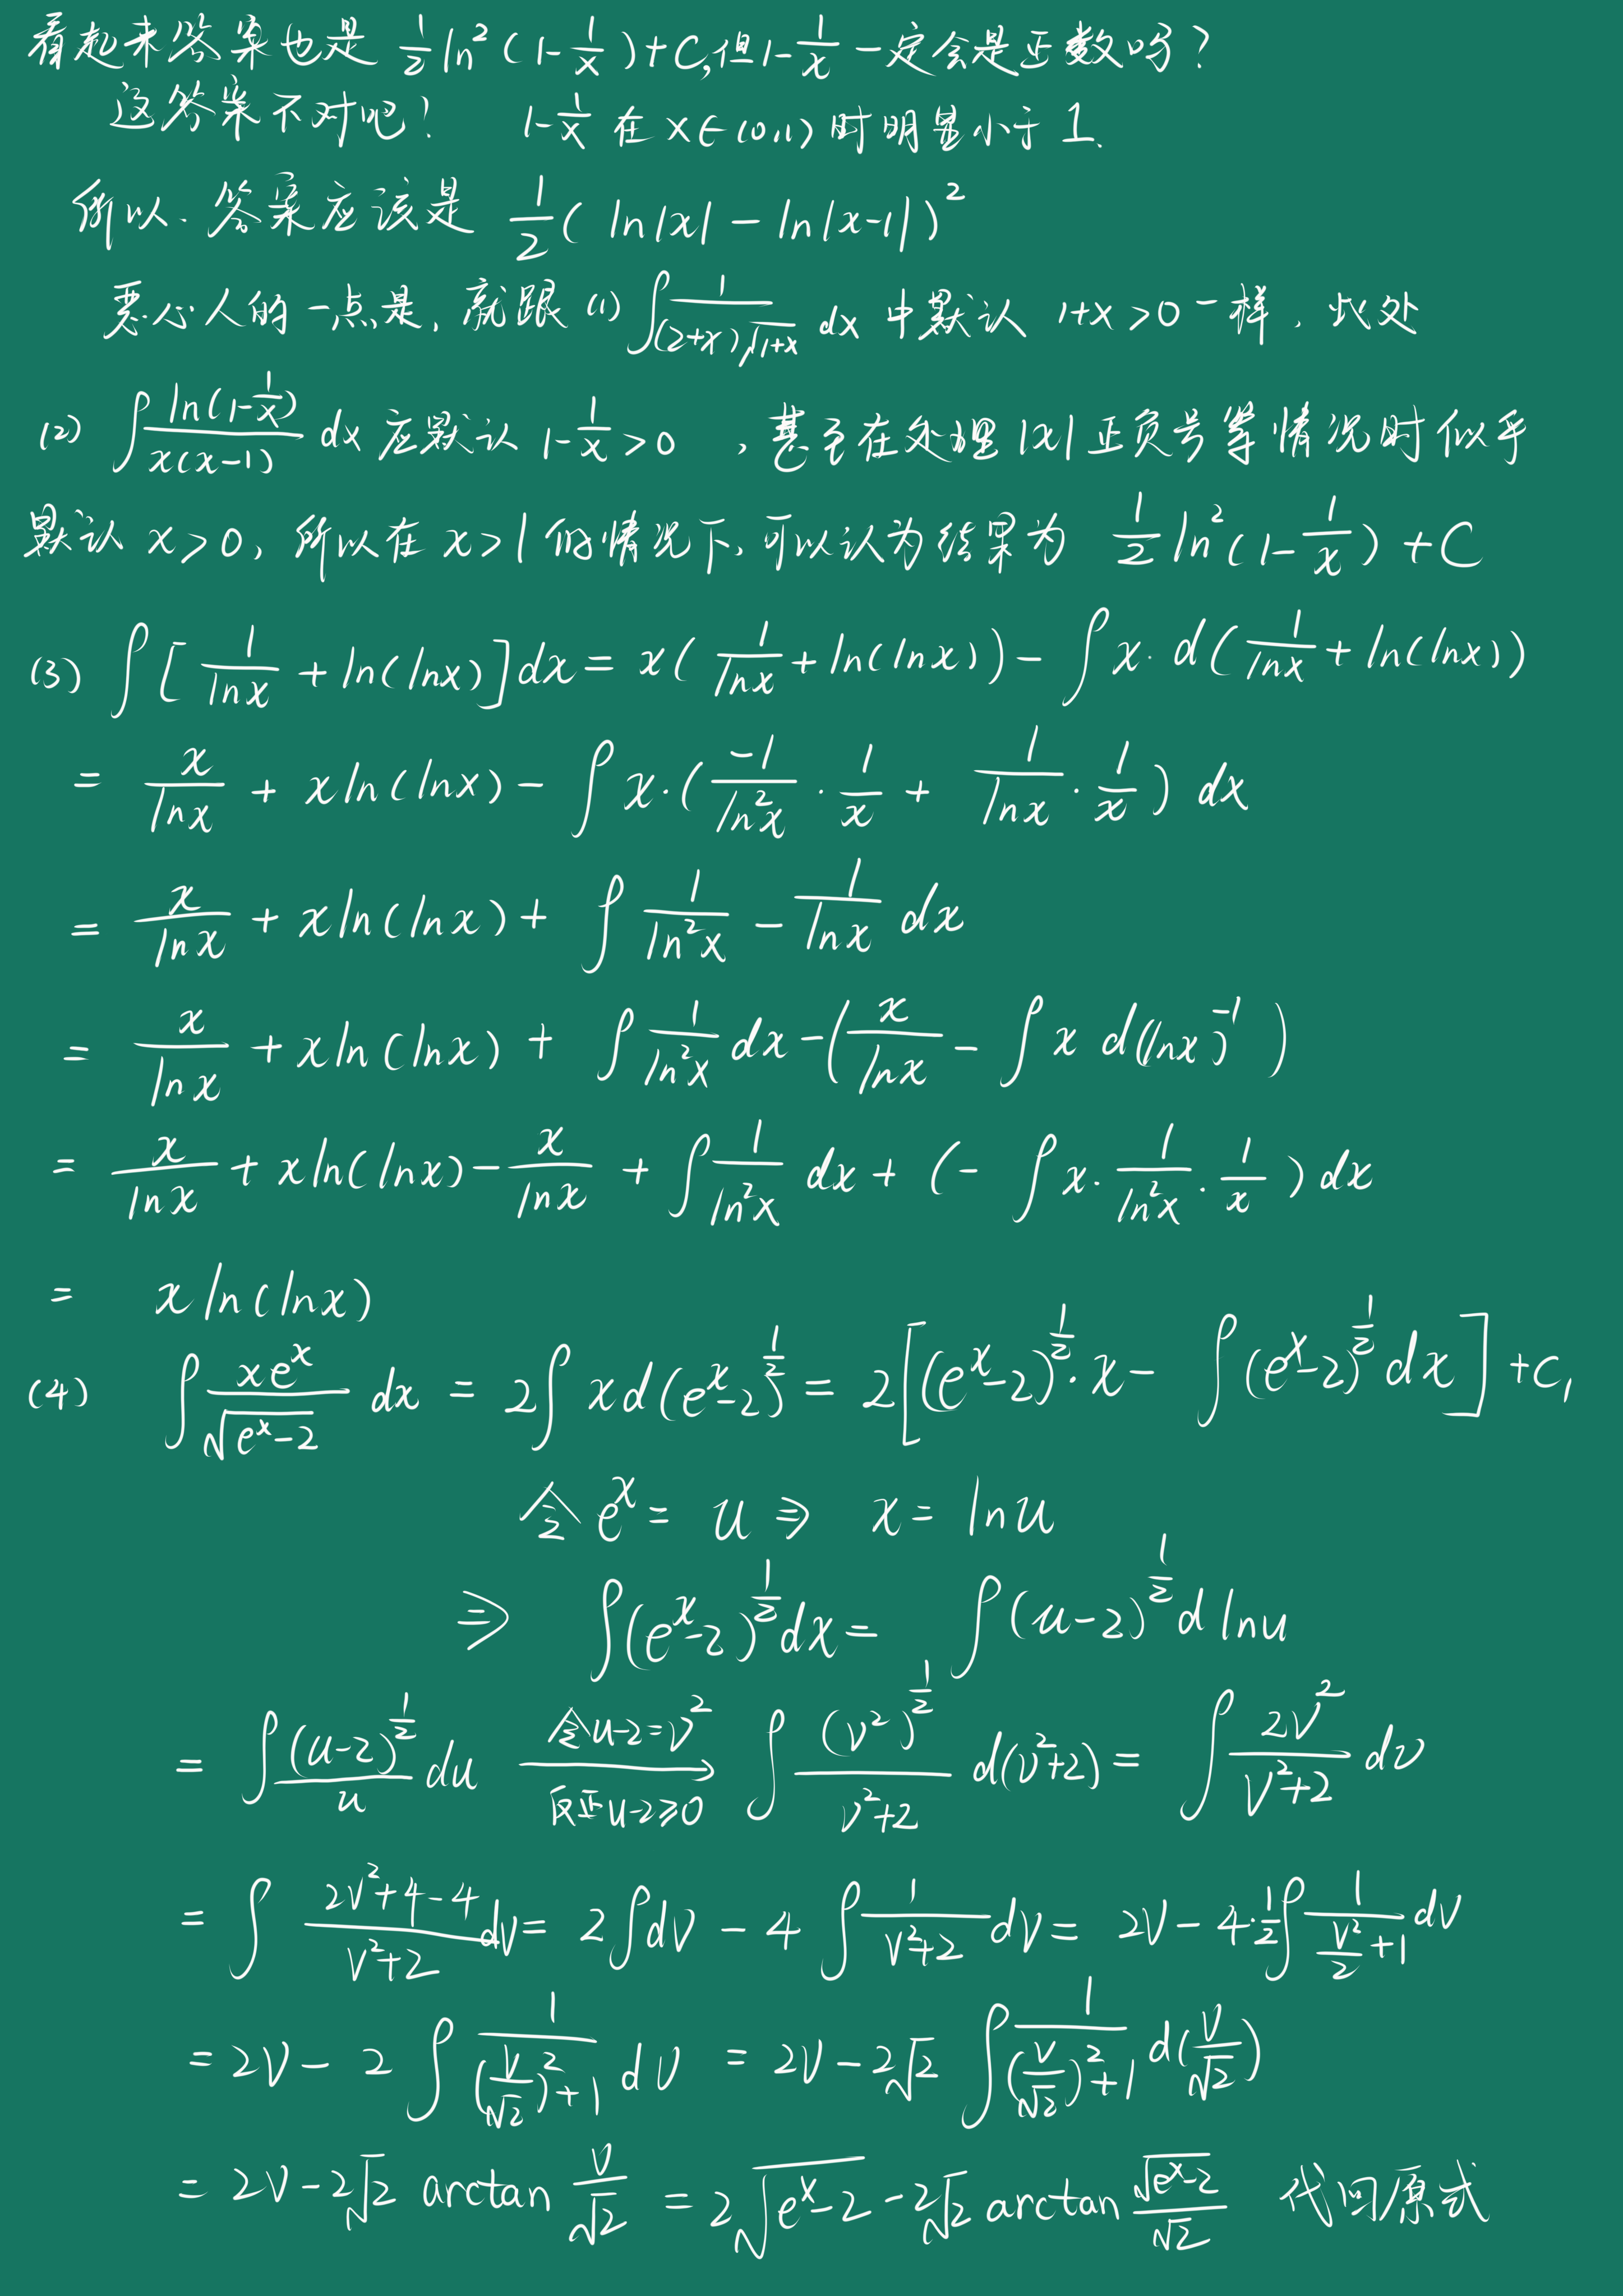 看起来答案也是 $\frac{1}{2}\ln^2(1-\frac{1}{x})+C$,但 $1-\frac{1}{x}$ 一定会是正数吗?
这答案不对吧! $1-\frac{1}{x}$ 在 $x\in(0,1)$ 时明显小于 1.
所以、答案应该是 $\frac{1}{2}(\ln|x|-\ln|x-1|)^2$
恶心人的一点是, 就跟 (1) $\int\frac{1}{(2+x)\sqrt{1+x}}dx$ 中默认 $1+x>0$ 一样, 此处
(2) $\int\frac{\ln(1-\frac{1}{x})}{x(x-1)}dx$ 应默认 $1-\frac{1}{x}>0$ , 甚至在处理 $|x|$ 正负号等情况时似乎
默认 $x>0$, 所以在 $x>1$ 的情况下, 可以认为结果为 $\frac{1}{2}\ln^2(1-\frac{1}{x})+C$
(3) $\int[\frac{1}{\ln x}+\ln(\ln x)]dx=x(\frac{1}{\ln x}+\ln(\ln x))-\int x\cdot d(\frac{1}{\ln x}+\ln(\ln x))$
$=\frac{x}{\ln x}+x\ln(\ln x)-\int x\cdot(\frac{-1}{\ln^2 x}\cdot\frac{1}{x}+\frac{1}{\ln x}\cdot\frac{1}{x})dx$
$=\frac{x}{\ln x}+x\ln(\ln x)+\int\frac{1}{\ln^2 x}-\frac{1}{\ln x}dx$
$=\frac{x}{\ln x}+x\ln(\ln x)+\int\frac{1}{\ln^2 x}dx-(\frac{x}{\ln x}-\int x\,d(\ln x)^{-1})$
$=\frac{x}{\ln x}+x\ln(\ln x)-\frac{x}{\ln x}+\int\frac{1}{\ln^2 x}dx+(-\int x\cdot\frac{1}{\ln^2 x}\cdot\frac{1}{x})dx$
$=x\ln(\ln x)$
(4) $\int\frac{xe^x}{\sqrt{e^x-2}}dx=2\int x\,d(e^x-2)^{\frac{1}{2}}=2[(e^x-2)^{\frac{1}{2}}\cdot x-\int(e^x-2)^{\frac{1}{2}}dx]+C_1$
令 $e^x=u\Rightarrow x=\ln u$
$\Rightarrow\int(e^x-2)^{\frac{1}{2}}dx=\int(u-2)^{\frac{1}{2}}d\ln u$
$=\int\frac{(u-2)^{\frac{1}{2}}}{u}du\xrightarrow[反正 u-2\geq 0]{令 u-2=v^2}\int\frac{(v^2)^{\frac{1}{2}}}{v^2+2}d(v^2+2)=\int\frac{2v^2}{v^2+2}dv$
$=\int\frac{2v^2+4-4}{v^2+2}dv=2\int dv-4\int\frac{1}{v^2+2}dv=2v-4\cdot\frac{1}{2}\int\frac{1}{\frac{v^2}{2}+1}dv$
$=2v-2\int\frac{1}{(\frac{v}{\sqrt{2}})^2+1}dv=2v-2\sqrt{2}\int\frac{1}{(\frac{v}{\sqrt{2}})^2+1}d(\frac{v}{\sqrt{2}})$
$=2v-2\sqrt{2}\arctan\frac{v}{\sqrt{2}}=2\sqrt{e^x-2}-2\sqrt{2}\arctan\frac{\sqrt{e^x-2}}{\sqrt{2}}$ 代回原式